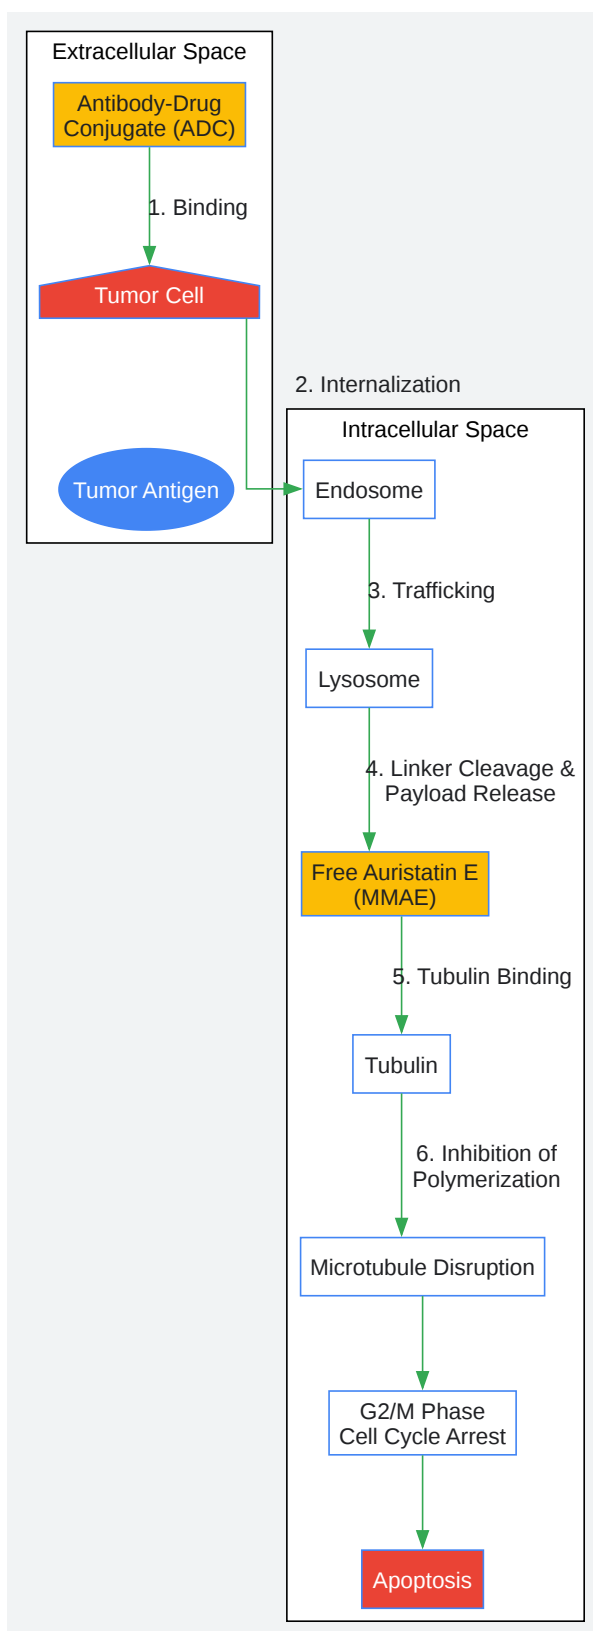 Extracellular Space
Antibody-Drug
Conjugate (ADC)
1. Binding
Tumor Cell
2. Internalization
Intracellular Space
Tumor Antigen
Endosome
3. Trafficking
Lysosome
4. Linker Cleavage &
Payload Release
Free Auristatin E
(MMAE)
5. Tubulin Binding
Tubulin
6. Inhibition of
Polymerization
Microtubule Disruption
G2/M Phase
Cell Cycle Arrest
Apoptosis